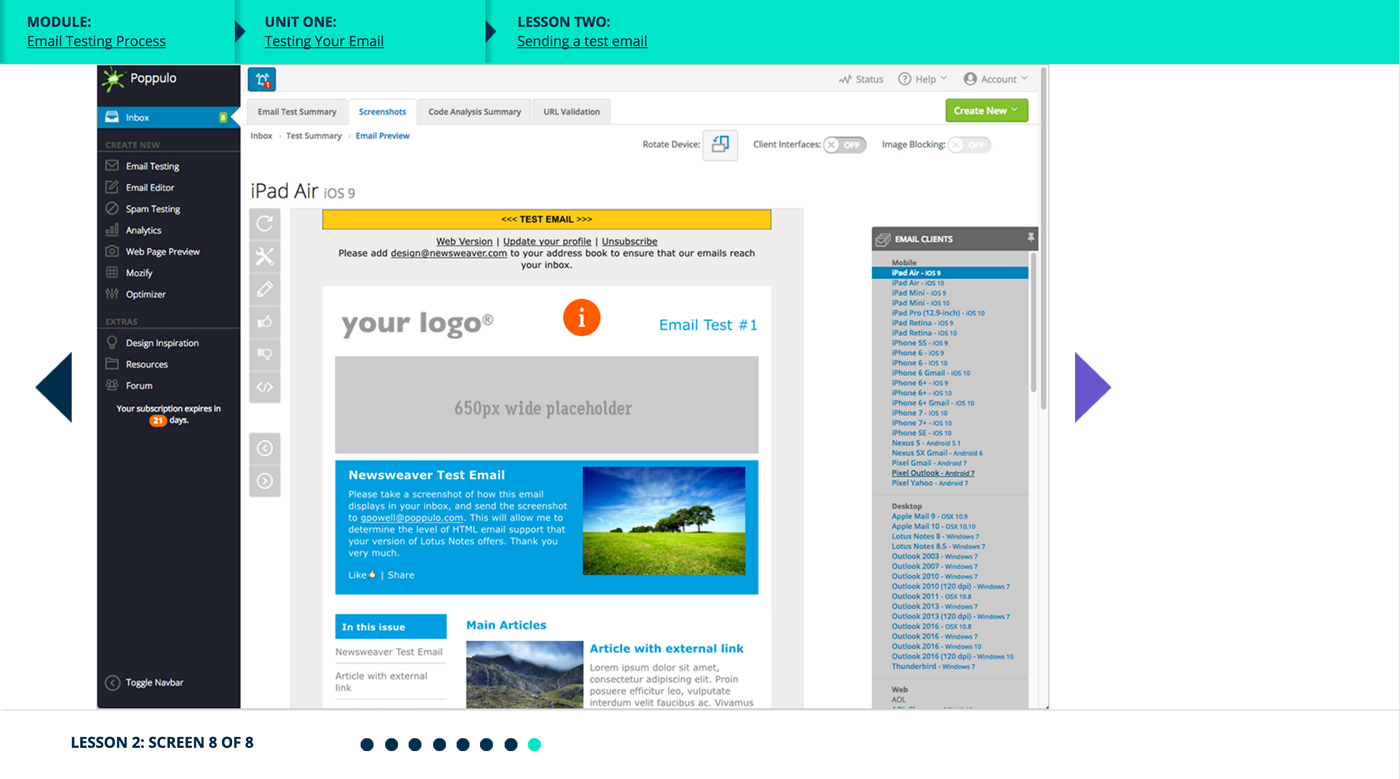 MODULE:
Email Testing Process
UNIT ONE:
Testing Your Email
LESSON TWO:
Sending a test email
Poppulo
1
Status
Help
Account
Inbox
8
Email Test Summary
Screenshots
Code Analysis Summary
URL Validation
Create New
Inbox › Test Summary › Email Preview
Rotate Device:
Client Interfaces:
OFF
Image Blocking:
OFF
CREATE NEW
Email Testing
Email Editor
Spam Testing
Analytics
Web Page Preview
Mozify
Optimizer
EXTRAS
Design Inspiration
Resources
Forum
Your subscription expires in
21 days.
Toggle Navbar
iPad Air iOS 9
<<< TEST EMAIL >>>
Web Version | Update your profile | Unsubscribe
Please add design@newsweaver.com to your address book to ensure that our emails reach
your inbox.
your logo®
i
Email Test #1
650px wide placeholder
Newsweaver Test Email
Please take a screenshot of how this email
displays in your inbox, and send the screenshot
to gpowell@poppulo.com. This will allow me to
determine the level of HTML email support that
your version of Lotus Notes offers. Thank you
very much.
Like | Share
In this issue
Newsweaver Test Email
Article with external
link
Main Articles
Article with external link
Lorem ipsum dolor sit amet,
consectetur adipiscing elit. Proin
posuere efficitur leo, vulputate
interdum velit faucibus ac. Vivamus
EMAIL CLIENTS
Mobile
iPad Air - iOS 9
iPad Air - iOS 10
iPad Mini - iOS 9
iPad Mini - iOS 10
iPad Pro (12.9-inch) - iOS 10
iPad Retina - iOS 9
iPad Retina - iOS 10
iPhone 5S - iOS 9
iPhone 6 - iOS 9
iPhone 6 - iOS 10
iPhone 6 Gmail - iOS 10
iPhone 6+ - iOS 9
iPhone 6+ - iOS 10
iPhone 6+ Gmail - iOS 10
iPhone 7 - iOS 10
iPhone 7+ - iOS 10
iPhone SE - iOS 10
Nexus 5 - Android 5.1
Nexus 5X Gmail - Android 6
Pixel Gmail - Android 7
Pixel Outlook - Android 7
Pixel Yahoo - Android 7
Desktop
Apple Mail 9 - OSX 10.9
Apple Mail 10 - OSX 10.10
Lotus Notes 8 - Windows 7
Lotus Notes 8.5 - Windows 7
Outlook 2003 - Windows 7
Outlook 2007 - Windows 7
Outlook 2010 - Windows 7
Outlook 2010 (120 dpi) - Windows 7
Outlook 2011 - OSX 10.8
Outlook 2013 - Windows 7
Outlook 2013 (120 dpi) - Windows 7
Outlook 2016 - OSX 10.8
Outlook 2016 - Windows 7
Outlook 2016 - Windows 10
Outlook 2016 (120 dpi) - Windows 10
Thunderbird - Windows 7
Web
AOL
LESSON 2: SCREEN 8 OF 8